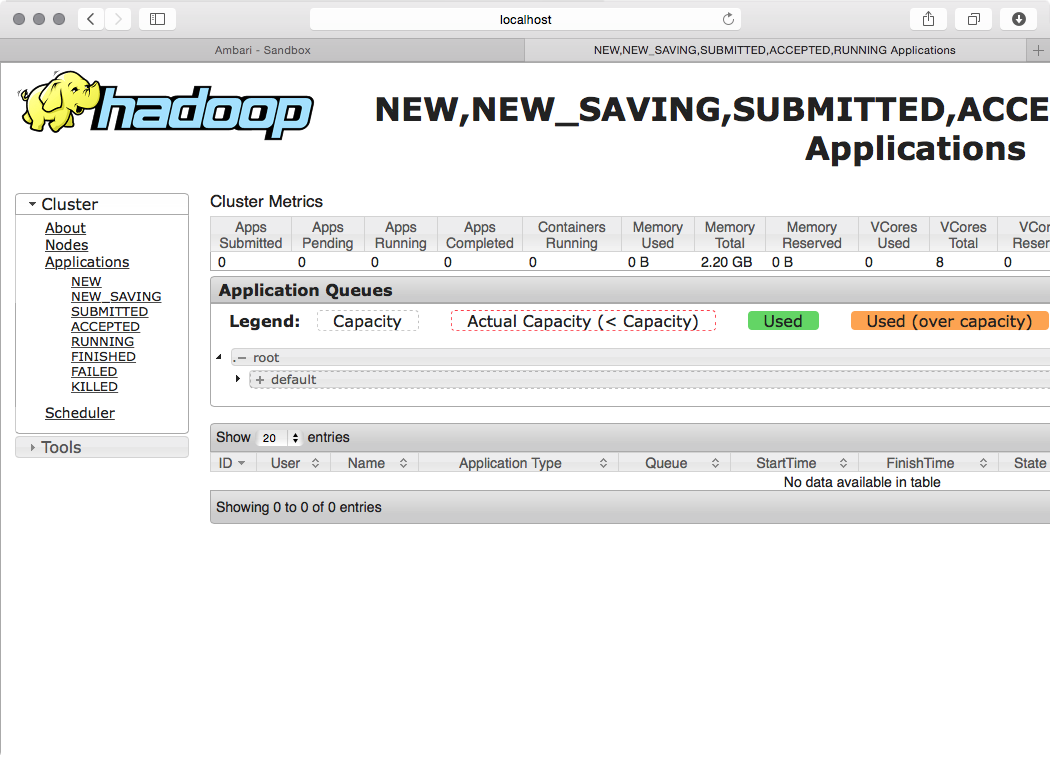 localhost
Ambari - Sandbox
NEW,NEW_SAVING,SUBMITTED,ACCEPTED,RUNNING Applications
hadoop
NEW,NEW_SAVING,SUBMITTED,ACCE
Applications
Cluster
About
Nodes
Applications
NEW
NEW_SAVING
SUBMITTED
ACCEPTED
RUNNING
FINISHED
FAILED
KILLED
Scheduler
Tools
Cluster Metrics
Apps Submitted Apps Pending Apps Running Apps Completed Containers Running Memory Used Memory Total Memory Reserved VCores Used VCores Total VCor Reser
0 0 0 0 0 0 B 2.20 GB 0 B 0 8 0
Application Queues
Legend: Capacity Actual Capacity (< Capacity) Used Used (over capacity)
.– root
+ default
Show 20 entries
ID User Name Application Type Queue StartTime FinishTime State
No data available in table
Showing 0 to 0 of 0 entries